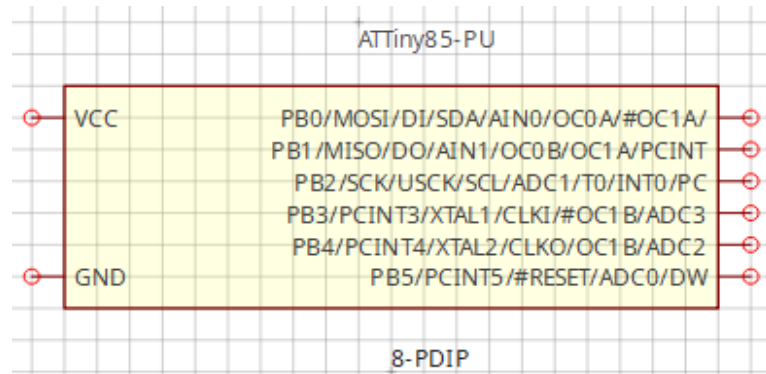 ATTiny85-PU
VCC
PB0/MOSI/DI/SDA/AIN0/OC0A/#OC1A/
PB1/MISO/DO/AIN1/OC0B/OC1A/PCINT
PB2/SCK/USCK/SCL/ADC1/T0/INT0/PC
PB3/PCINT3/XTAL1/CLKI/#OC1B/ADC3
PB4/PCINT4/XTAL2/CLKO/OC1B/ADC2
GND
PB5/PCINT5/#RESET/ADC0/DW
8-PDIP